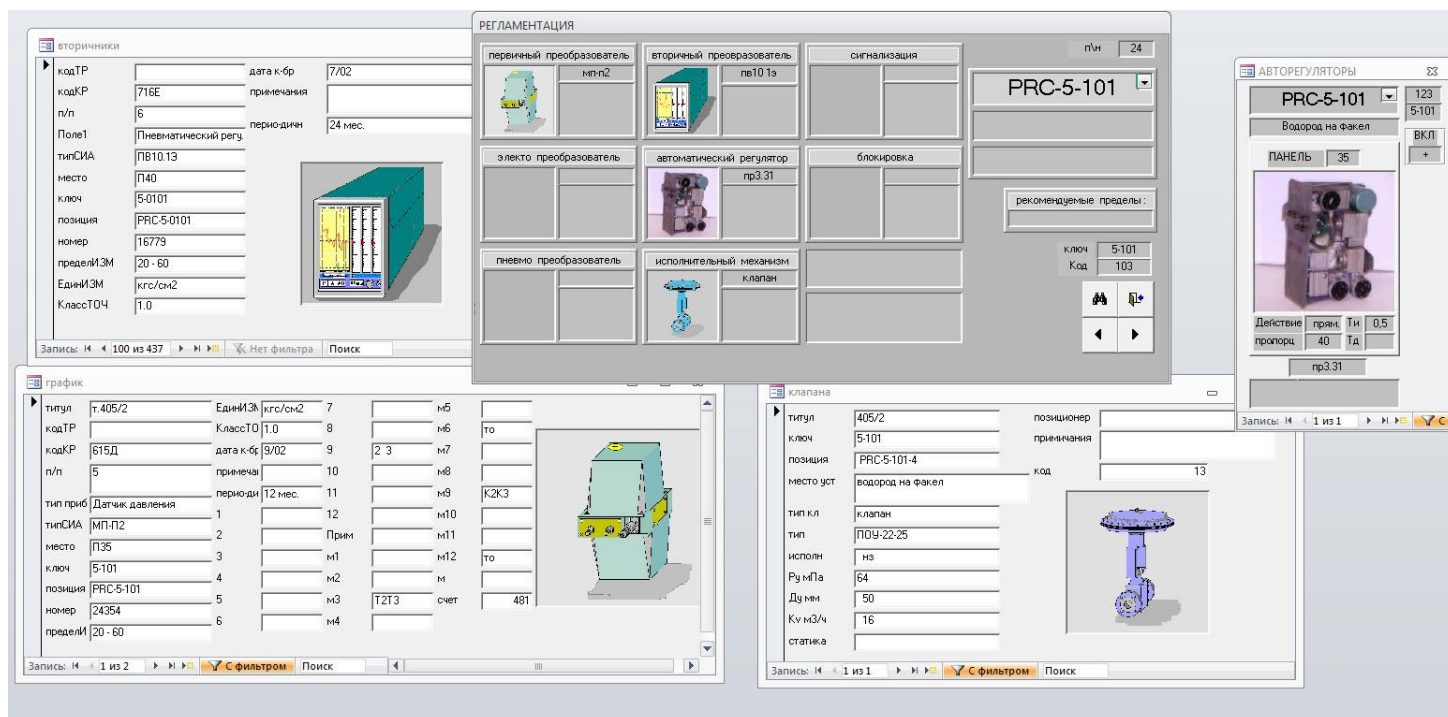 вторичники
кодТР
дата к-бр 7/02
кодКР 716Е
примечания
п/п 6
перио-дичн 24 мес.
Поле1 Пневматический регу.
типСИА ПВ10.1Э
место П40
ключ 5-0101
позиция PRC-5-0101
номер 16779
пределИЗМ 20 - 60
ЕдинИЗМ кгс/см2
КлассТОЧ 1.0
Запись: 100 из 437 Нет фильтра Поиск
РЕГЛАМЕНТАЦИЯ
первичный преобразователь
мп-п2
вторичный преовразователь
пв10 1э
сигнализация
электо преобразователь
автоматический регулятор
пр3.31
блокировка
пневмо преобразователь
исполнительный механизм
клапан
п\н 24
PRC-5-101
рекомендуемые пределы :
ключ 5-101
Код 103
АВТОРЕГУЛЯТОРЫ
PRC-5-101
123
5-101
Водород на факел
ВКЛ
+
ПАНЕЛЬ 35
Действие прям. Ти 0,5
пропорц 40 Тд
пр3.31
Запись: 1 из 1 С
график
титул т.405/2 ЕдинИЗМ кгс/см2 7 м5
кодТР КлассТО 1.0 8 м6 то
кодКР 615Д дата к-бр 9/02 9 2 3 м7
п/п 5 примечаі 10 м8
перио-ди 12 мес. 11 м9 К2К3
тип приб Датчик давления 1 12 м10
типСИА МП-П2 2 Прим м11
место П35 3 м1 м12 то
ключ 5-101 4 м2 м
позиция PRC-5-101 5 м3 Т2Т3 счет 481
номер 24354 6 м4
пределИ 20 - 60
Запись: 1 из 2 С фильтром Поиск
клапана
титул 405/2 позиционер
ключ 5-101 примичания
позиция PRC-5-101-4
код 13
место уст водород на факел
тип кл клапан
тип ПОУ-22-25
исполн нз
Ру мПа 64
Ду мм 50
Kv м3/ч 16
статика
Запись: 1 из 1 С фильтром Поиск